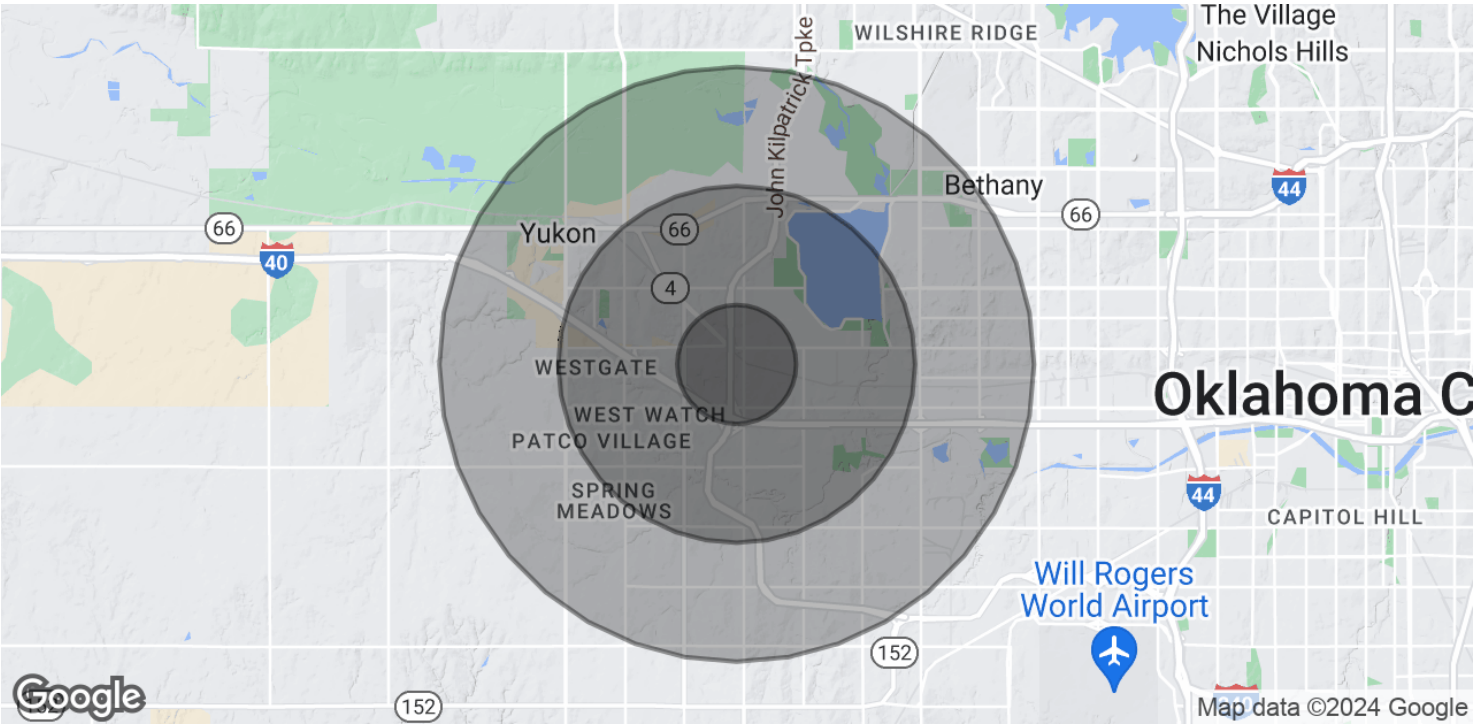 The Village
Nichols Hills
WILSHIRE RIDGE
John Kilpatrick Tpke
44
Bethany
66
66
66
Yukon
40
4
WESTGATE
Oklahoma C
WEST WATCH
PATCO VILLAGE
SPRING
MEADOWS
44
CAPITOL HILL
Will Rogers
World Airport
152
152
152
Google
240
Map data ©2024 Google